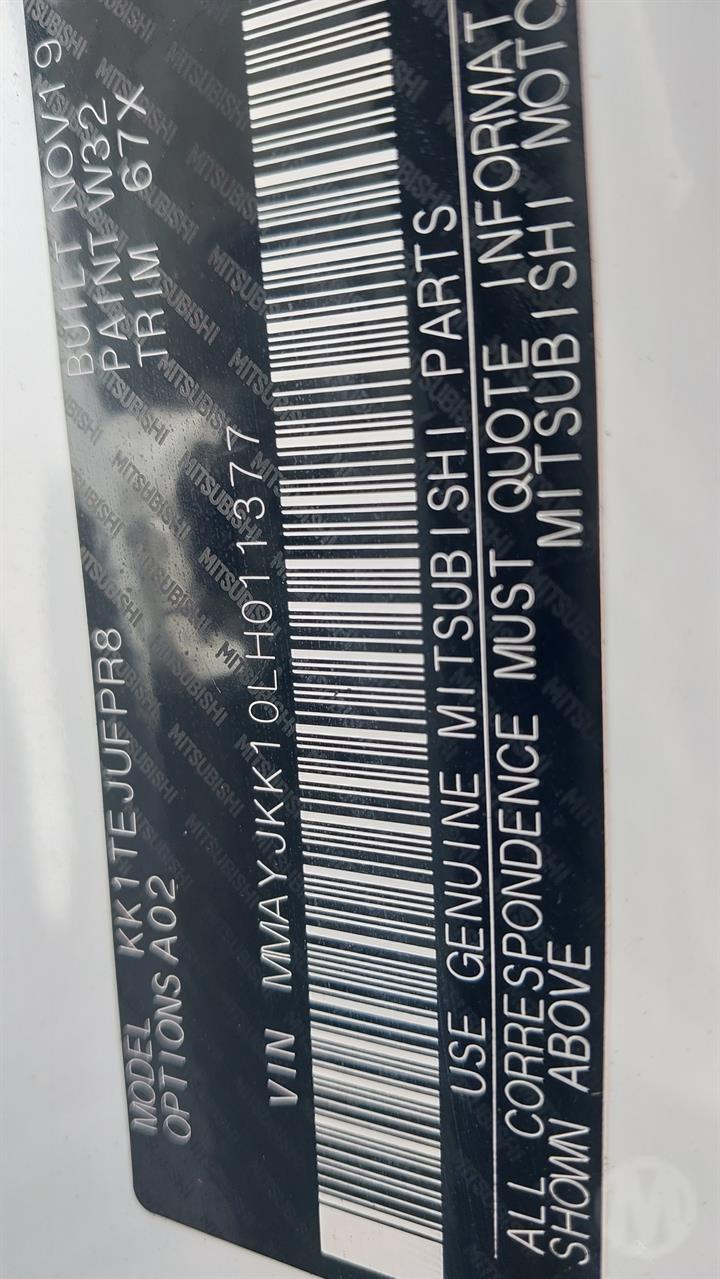 MODEL KK1TEJUFPR8 BUILT NOV19
OPTIONS A02 PAINT W32
TRIM 67X
VIN MMAYJKK10LH011377
USE GENUINE MITSUBISHI PARTS
ALL CORRESPONDENCE MUST QUOTE INFORMAT
SHOWN ABOVE MITSUBISHI MOTO